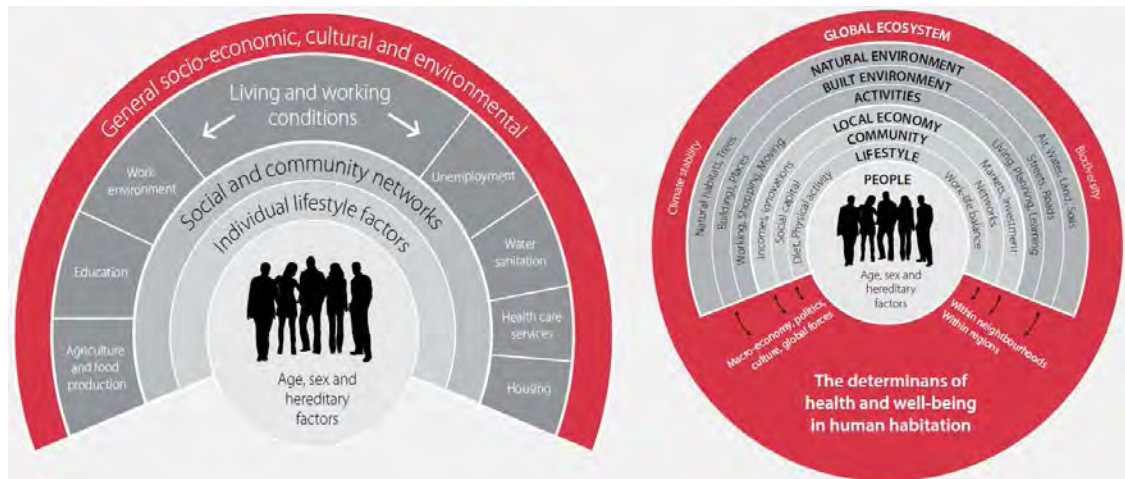 General socio-economic, cultural and environmental
Living and working
conditions
Work
environment
Unemployment
Education
Water
sanitation
Agriculture
and food
production
Health care
services
Housing
Social and community networks
Individual lifestyle factors
Age, sex and
hereditary
factors
GLOBAL ECOSYSTEM
NATURAL ENVIRONMENT
BUILT ENVIRONMENT
ACTIVITIES
LOCAL ECONOMY
COMMUNITY
LIFESTYLE
PEOPLE
Climate stability
Natural habitats, Trees
Buildings, Places
Working, Shopping, Moving
Incomes, Innovations
Social capital
Diet, Physical activity
Work-life balance
Networks
Markets, Investment
Living, Planning, Learning
Streets, Roads
Air, Water, Land, Soils
Biodiversity
Age, sex and
hereditary
factors
Macro-economy, politics,
culture, global forces
Within neighbourhoods
Within regions
The determinans of
health and well-being
in human habitation